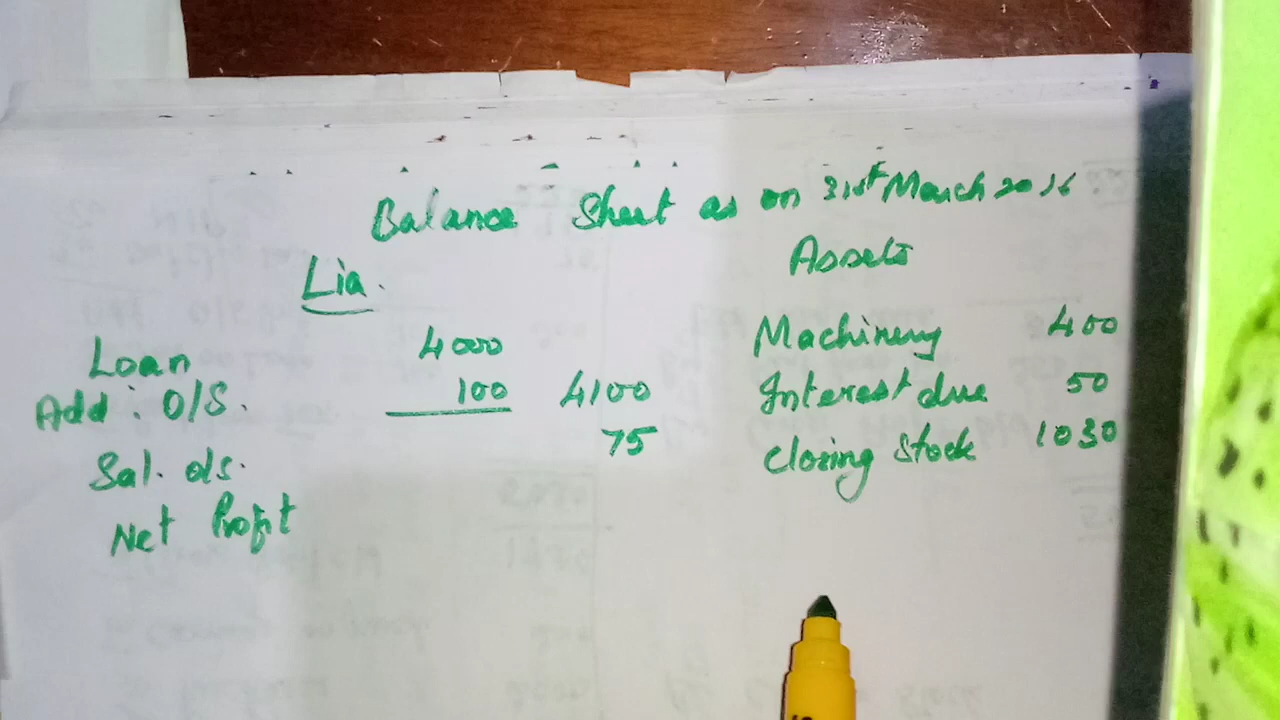 Balance Sheet as on 31st March 2016
Lia.
Assets
Loan 4000
Add: O/S. 100 4100
Sal. o/s. 75
Net Profit
Machinery 400
Interest due 50
Closing Stock 1030